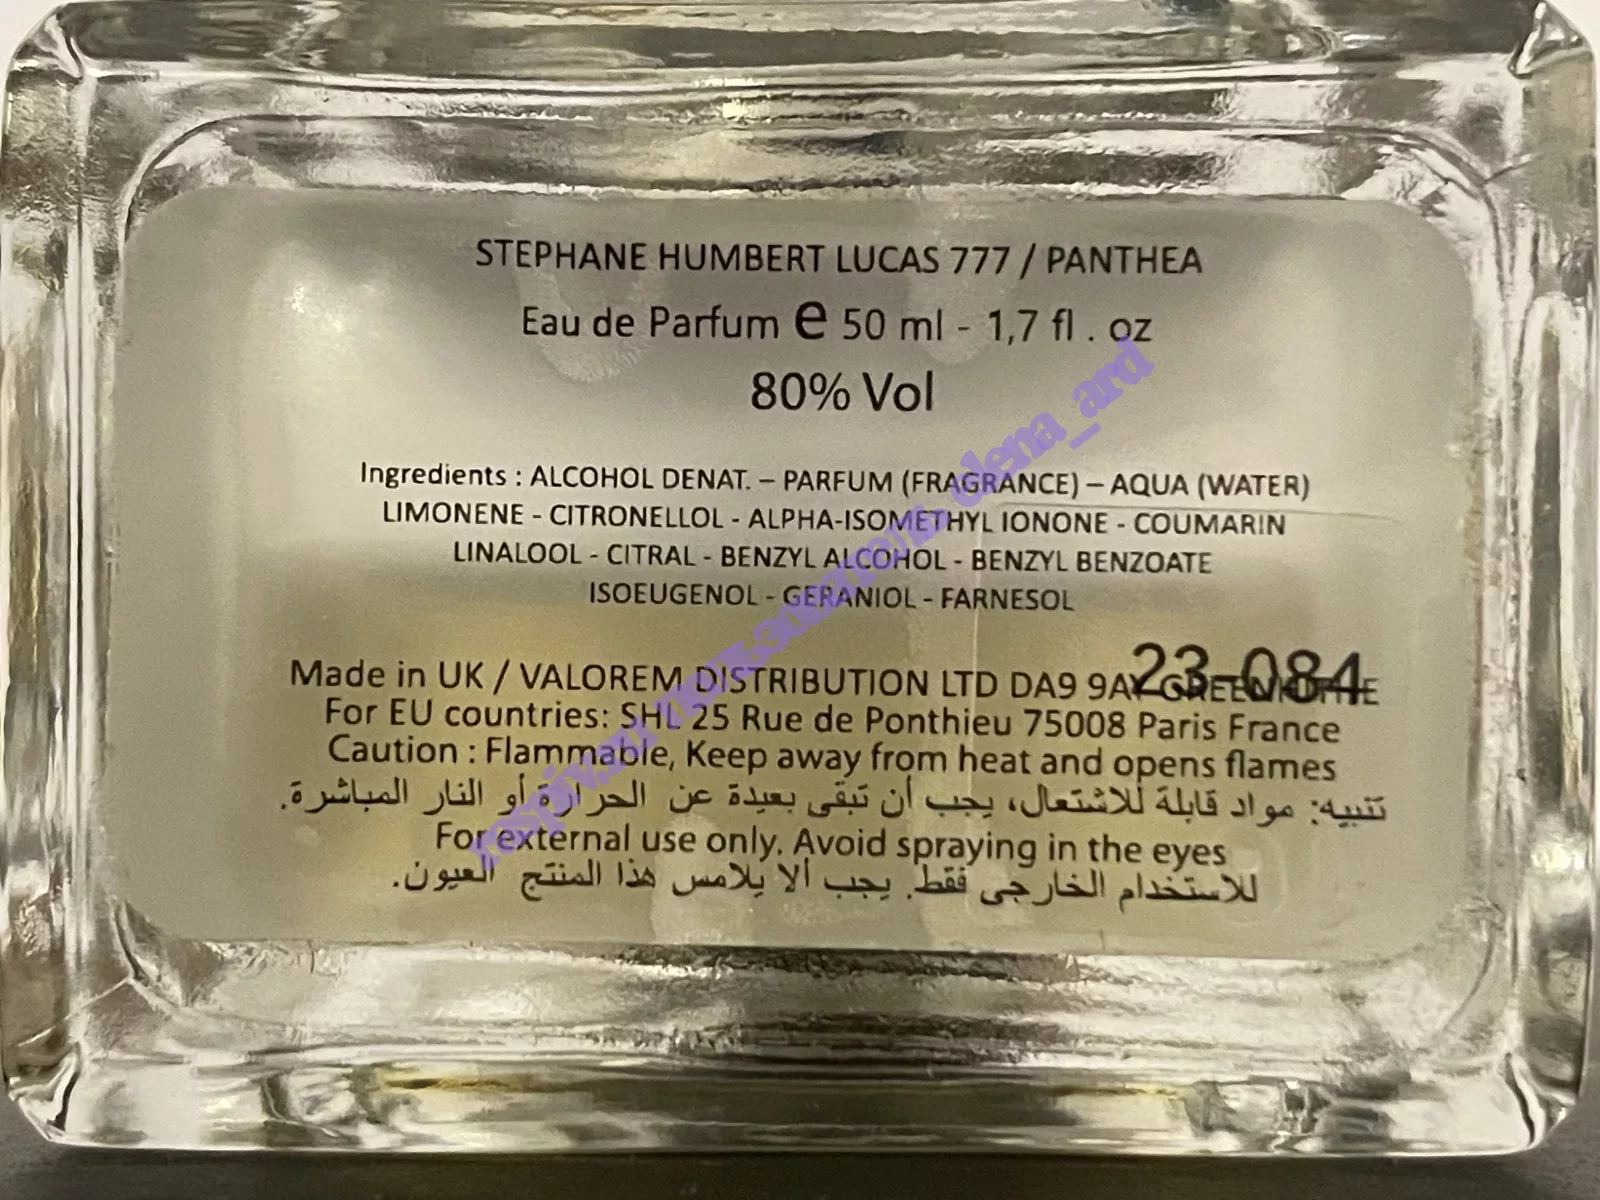 STEPHANE HUMBERT LUCAS 777 / PANTHEA
Eau de Parfum e 50 ml - 1,7 fl . oz
80% Vol
Ingredients : ALCOHOL DENAT. – PARFUM (FRAGRANCE) – AQUA (WATER)
LIMONENE - CITRONELLOL - ALPHA-ISOMETHYL IONONE - COUMARIN
LINALOOL - CITRAL - BENZYL ALCOHOL - BENZYL BENZOATE
ISOEUGENOL - GERANIOL - FARNESOL
23-084
Made in UK / VALOREM DISTRIBUTION LTD DA9 9AY
For EU countries: SHL 25 Rue de Ponthieu 75008 Paris France
Caution : Flammable, Keep away from heat and opens flames
تنبيه: مواد قابلة للاشتعال، يجب أن تبقى بعيدة عن الحرارة أو النار المباشرة.
For external use only. Avoid spraying in the eyes
للاستخدام الخارجي فقط. يجب ألا يلامس هذا المنتج العيون.
dena_ard